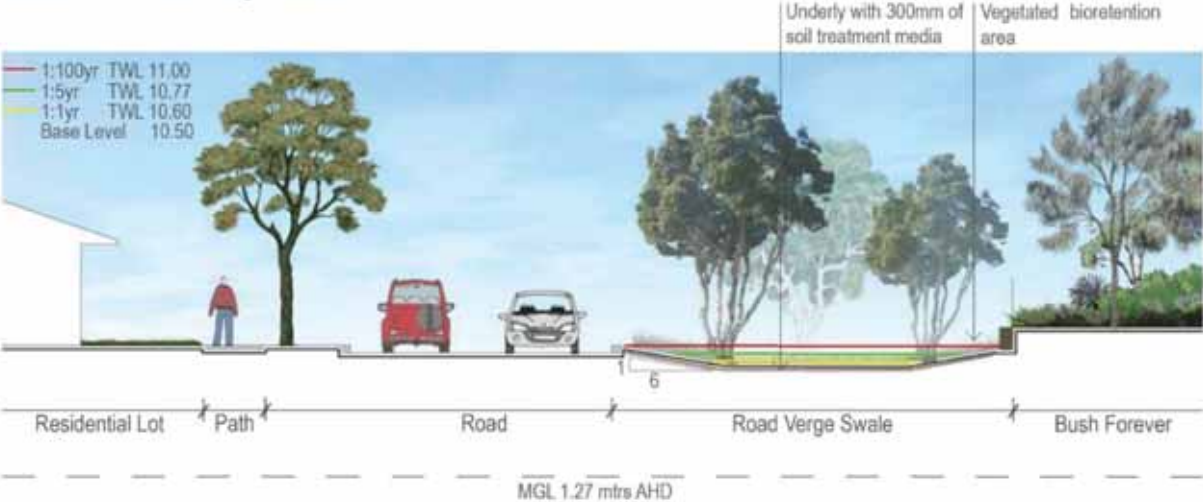 Underly with 300mm of
soil treatment media
Vegetated bioretention
area
1:100yr TWL 11.00
1:5yr TWL 10.77
1:1yr TWL 10.60
Base Level 10.50
1
6
Residential Lot
Path
Road
Road Verge Swale
Bush Forever
MGL 1.27 mtrs AHD